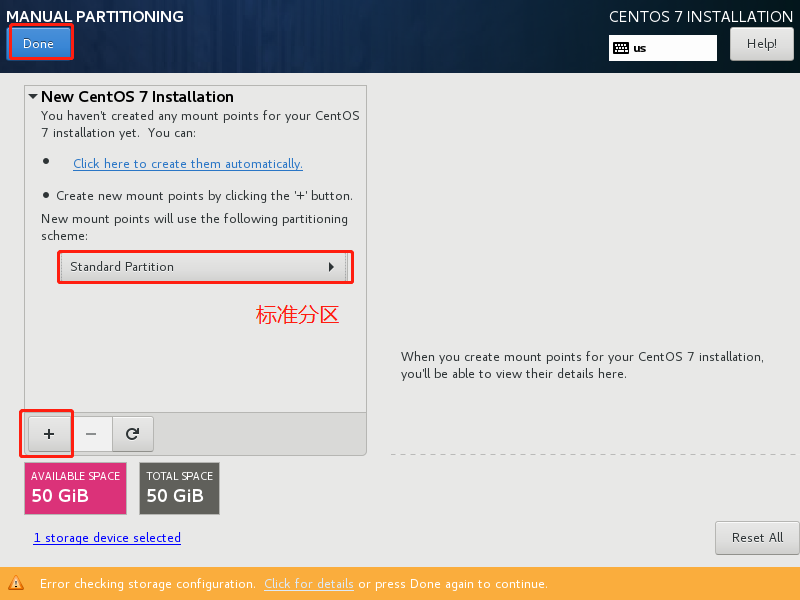 MANUAL PARTITIONING
CENTOS 7 INSTALLATION
Done
us
Help!
New CentOS 7 Installation
You haven't created any mount points for your CentOS
7 installation yet. You can:
• Click here to create them automatically.
• Create new mount points by clicking the '+' button.
New mount points will use the following partitioning
scheme:
Standard Partition
标准分区
When you create mount points for your CentOS 7 installation,
you'll be able to view their details here.
+
−
AVAILABLE SPACE
50 GiB
TOTAL SPACE
50 GiB
1 storage device selected
Reset All
Error checking storage configuration. Click for details or press Done again to continue.